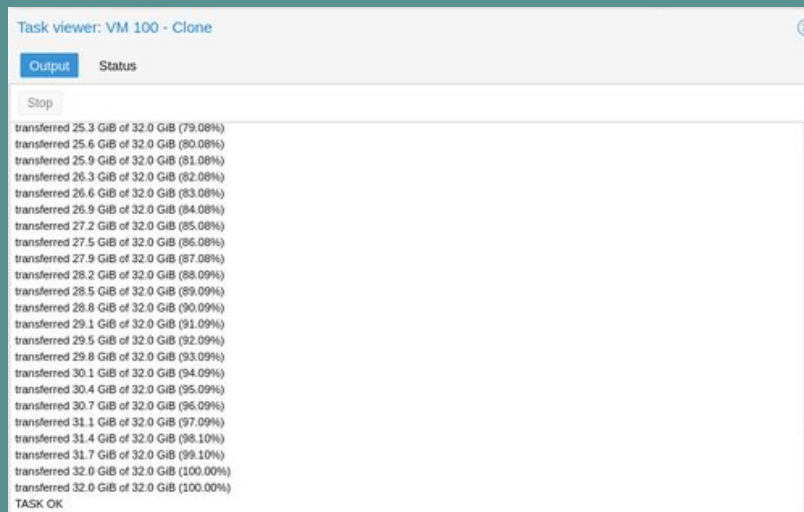 Task viewer: VM 100 - Clone
Output Status
Stop
transferred 25.3 GiB of 32.0 GiB (79.08%)
transferred 25.6 GiB of 32.0 GiB (80.08%)
transferred 25.9 GiB of 32.0 GiB (81.08%)
transferred 26.3 GiB of 32.0 GiB (82.08%)
transferred 26.6 GiB of 32.0 GiB (83.08%)
transferred 26.9 GiB of 32.0 GiB (84.08%)
transferred 27.2 GiB of 32.0 GiB (85.08%)
transferred 27.5 GiB of 32.0 GiB (86.08%)
transferred 27.9 GiB of 32.0 GiB (87.08%)
transferred 28.2 GiB of 32.0 GiB (88.09%)
transferred 28.5 GiB of 32.0 GiB (89.09%)
transferred 28.8 GiB of 32.0 GiB (90.09%)
transferred 29.1 GiB of 32.0 GiB (91.09%)
transferred 29.5 GiB of 32.0 GiB (92.09%)
transferred 29.8 GiB of 32.0 GiB (93.09%)
transferred 30.1 GiB of 32.0 GiB (94.09%)
transferred 30.4 GiB of 32.0 GiB (95.09%)
transferred 30.7 GiB of 32.0 GiB (96.09%)
transferred 31.1 GiB of 32.0 GiB (97.09%)
transferred 31.4 GiB of 32.0 GiB (98.10%)
transferred 31.7 GiB of 32.0 GiB (99.10%)
transferred 32.0 GiB of 32.0 GiB (100.00%)
transferred 32.0 GiB of 32.0 GiB (100.00%)
TASK OK